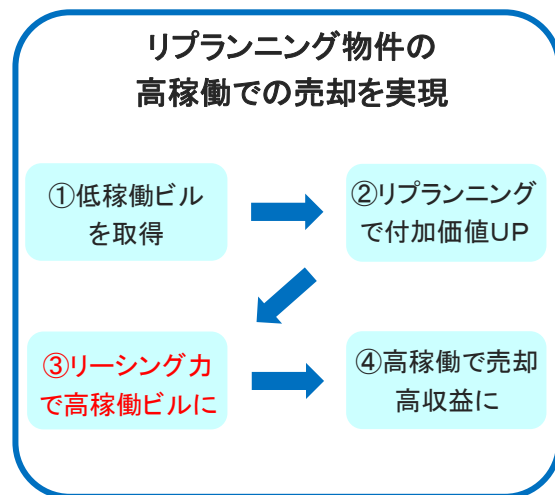 リプランニング物件の
高稼働での売却を実現
①低稼働ビル
を取得
②リプランニング
で付加価値UP
③リーシング力
で高稼働ビルに
④高稼働で売却
高収益に